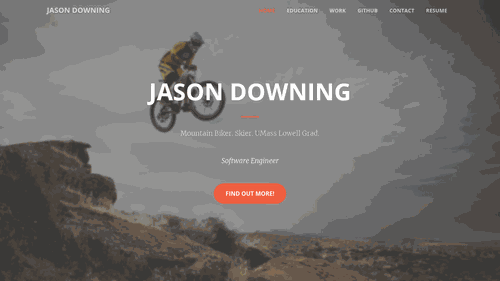 JASON DOWNING
EDUCATION WORK GITHUB CONTACT RESUME
JASON DOWNING
Mountain Biker. Skier. UMass Lowell Grad.
Software Engineer
FIND OUT MORE!